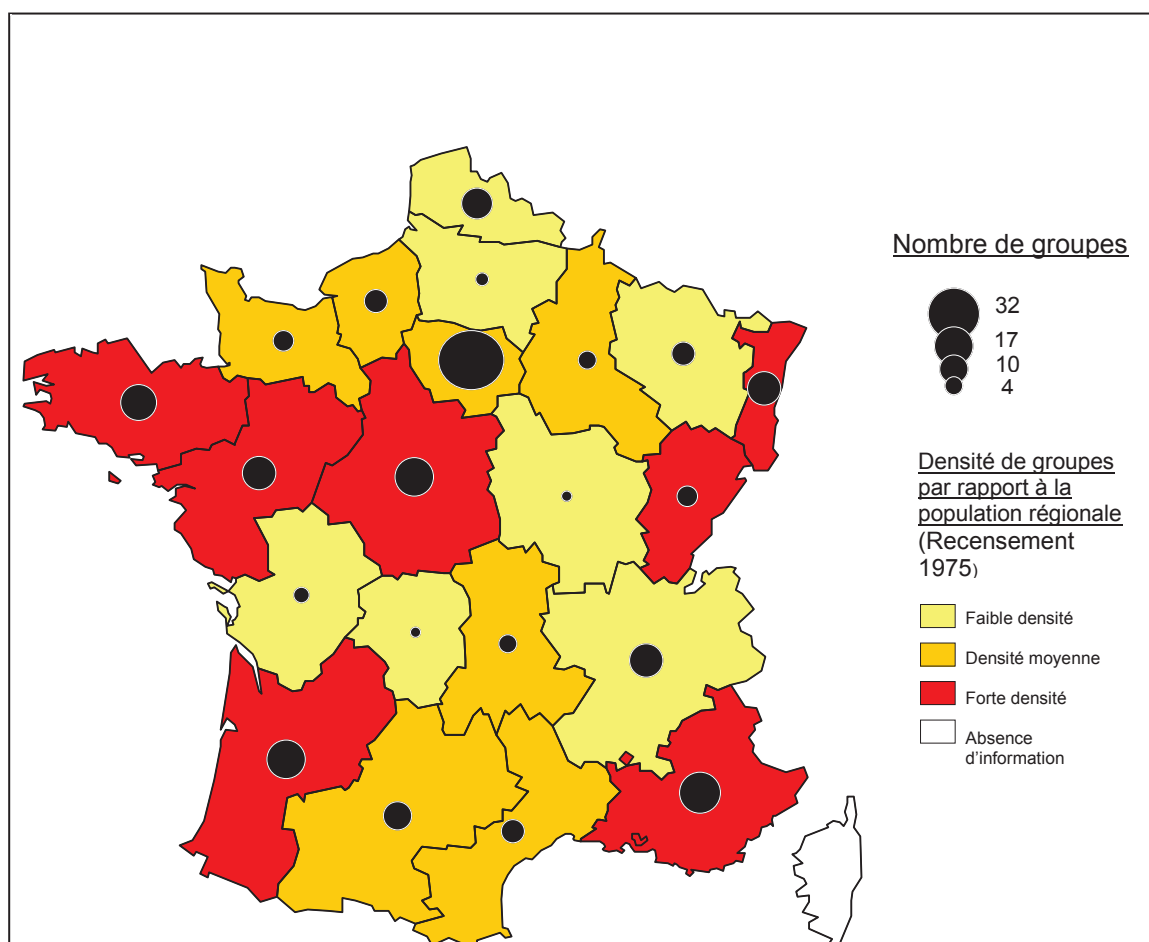 Nombre de groupes
32
17
10
4
Densité de groupes
par rapport à la
population régionale
(Recensement
1975)
Faible densité
Densité moyenne
Forte densité
Absence
d'information